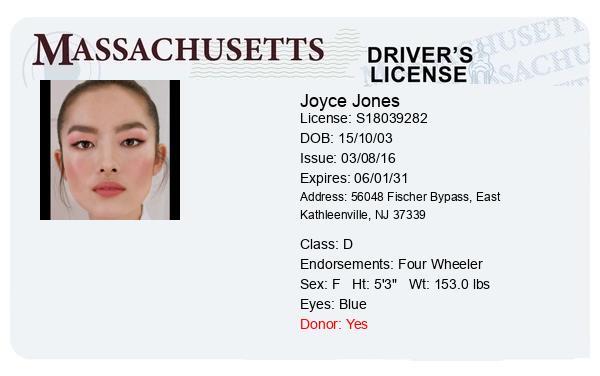 MASSACHUSETTS
DRIVER'S
LICENSE
Joyce Jones
License: S18039282
DOB: 15/10/03
Issue: 03/08/16
Expires: 06/01/31
Address: 56048 Fischer Bypass, East
Kathleenville, NJ 37339
Class: D
Endorsements: Four Wheeler
Sex: F Ht: 5'3" Wt: 153.0 lbs
Eyes: Blue
Donor: Yes